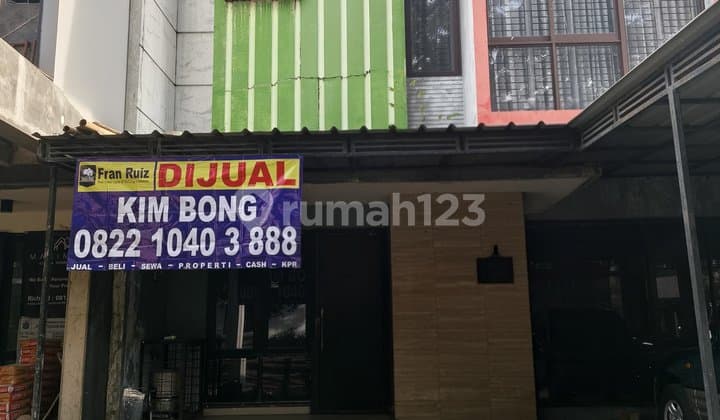 Fran Ruiz DIJUAL
KIM BONG
0822 1040 3 888
JUAL - BELI - SEWA - PROPERTI - CASH - KPR
rumah123